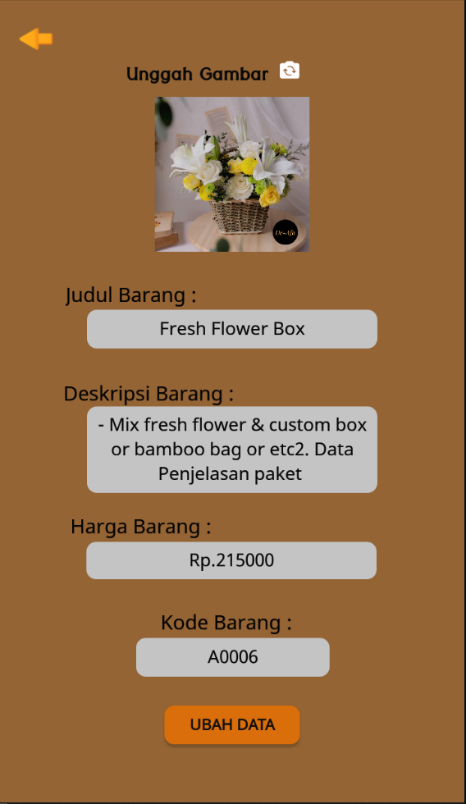 Unggah Gambar
Judul Barang :
Fresh Flower Box
Deskripsi Barang :
- Mix fresh flower & custom box
or bamboo bag or etc2. Data
Penjelasan paket
Harga Barang :
Rp.215000
Kode Barang :
A0006
UBAH DATA